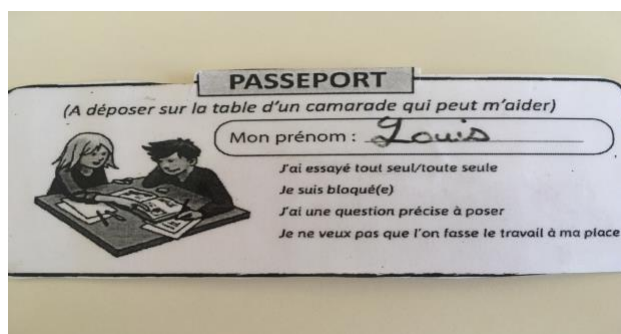 PASSEPORT
(A déposer sur la table d'un camarade qui peut m'aider)
Mon prénom : Louis
J'ai essayé tout seul/toute seule
Je suis bloqué(e)
J'ai une question précise à poser
Je ne veux pas que l'on fasse le travail à ma place